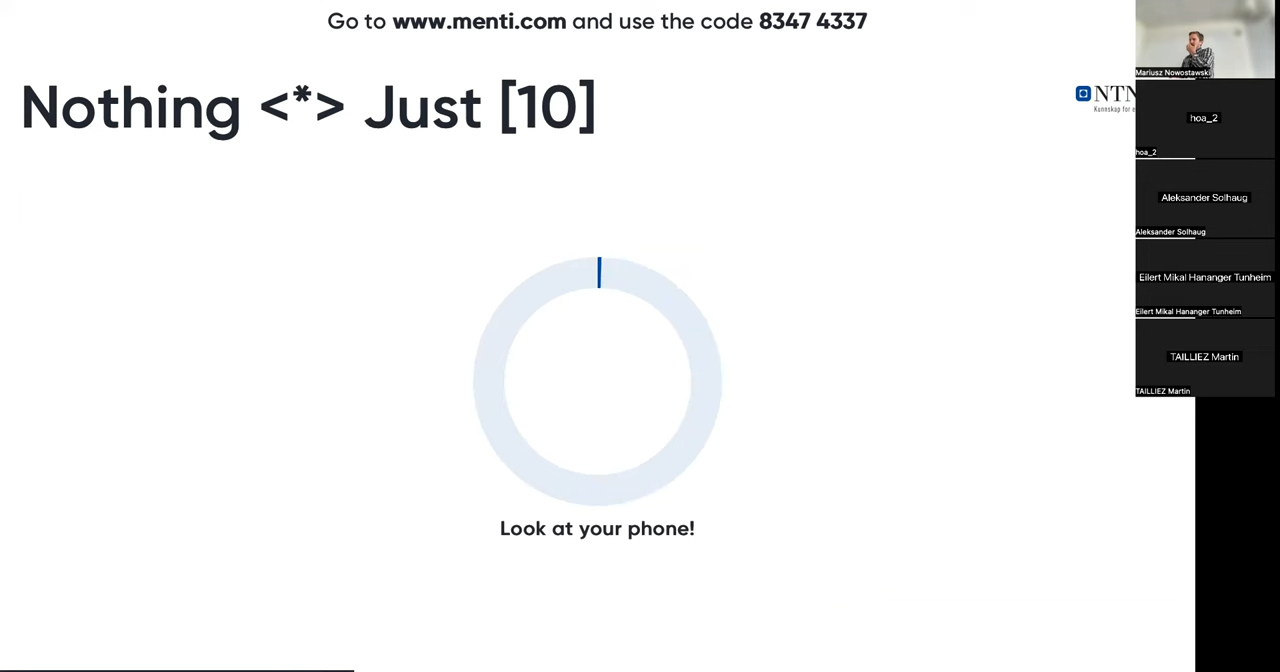 Go to www.menti.com and use the code 8347 4337
Nothing <*> Just [10]
NTN
Kunnskap for e
Look at your phone!
Mariusz Nowostawski
hoa_2
hoa_2
Aleksander Solhaug
Aleksander Solhaug
Eilert Mikal Hananger Tunheim
Eilert Mikal Hananger Tunheim
TAILLIEZ Martin
TAILLIEZ Martin